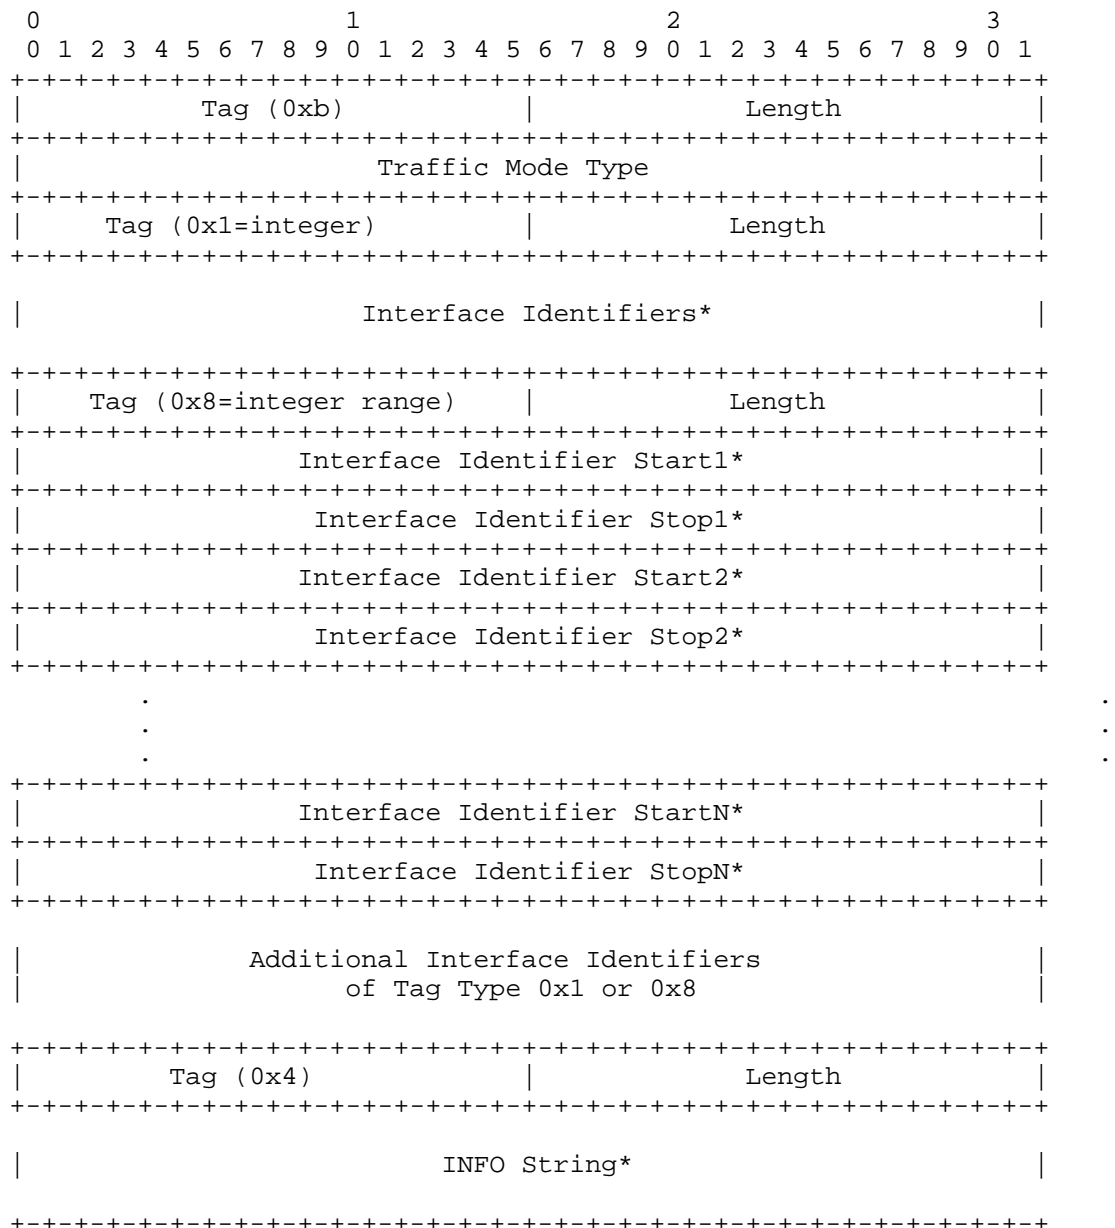 0                   1                   2                   3
 0 1 2 3 4 5 6 7 8 9 0 1 2 3 4 5 6 7 8 9 0 1 2 3 4 5 6 7 8 9 0 1
+-+-+-+-+-+-+-+-+-+-+-+-+-+-+-+-+-+-+-+-+-+-+-+-+-+-+-+-+-+-+-+-+
|           Tag (0xb)           |             Length            |
+-+-+-+-+-+-+-+-+-+-+-+-+-+-+-+-+-+-+-+-+-+-+-+-+-+-+-+-+-+-+-+-+
|                      Traffic Mode Type                        |
+-+-+-+-+-+-+-+-+-+-+-+-+-+-+-+-+-+-+-+-+-+-+-+-+-+-+-+-+-+-+-+-+
|     Tag (0x1=integer)         |            Length             |
+-+-+-+-+-+-+-+-+-+-+-+-+-+-+-+-+-+-+-+-+-+-+-+-+-+-+-+-+-+-+-+-+
|                     Interface Identifiers*                    |
+-+-+-+-+-+-+-+-+-+-+-+-+-+-+-+-+-+-+-+-+-+-+-+-+-+-+-+-+-+-+-+-+
|    Tag (0x8=integer range)    |            Length             |
+-+-+-+-+-+-+-+-+-+-+-+-+-+-+-+-+-+-+-+-+-+-+-+-+-+-+-+-+-+-+-+-+
|                 Interface Identifier Start1*                  |
+-+-+-+-+-+-+-+-+-+-+-+-+-+-+-+-+-+-+-+-+-+-+-+-+-+-+-+-+-+-+-+-+
|                  Interface Identifier Stop1*                  |
+-+-+-+-+-+-+-+-+-+-+-+-+-+-+-+-+-+-+-+-+-+-+-+-+-+-+-+-+-+-+-+-+
|                 Interface Identifier Start2*                  |
+-+-+-+-+-+-+-+-+-+-+-+-+-+-+-+-+-+-+-+-+-+-+-+-+-+-+-+-+-+-+-+-+
|                  Interface Identifier Stop2*                  |
+-+-+-+-+-+-+-+-+-+-+-+-+-+-+-+-+-+-+-+-+-+-+-+-+-+-+-+-+-+-+-+-+
        .                                                           .
        .                                                           .
        .                                                           .
+-+-+-+-+-+-+-+-+-+-+-+-+-+-+-+-+-+-+-+-+-+-+-+-+-+-+-+-+-+-+-+-+
|                 Interface Identifier StartN*                  |
+-+-+-+-+-+-+-+-+-+-+-+-+-+-+-+-+-+-+-+-+-+-+-+-+-+-+-+-+-+-+-+-+
|                  Interface Identifier StopN*                  |
+-+-+-+-+-+-+-+-+-+-+-+-+-+-+-+-+-+-+-+-+-+-+-+-+-+-+-+-+-+-+-+-+
|              Additional Interface Identifiers                 |
|                    of Tag Type 0x1 or 0x8                     |
+-+-+-+-+-+-+-+-+-+-+-+-+-+-+-+-+-+-+-+-+-+-+-+-+-+-+-+-+-+-+-+-+
|         Tag (0x4)             |             Length            |
+-+-+-+-+-+-+-+-+-+-+-+-+-+-+-+-+-+-+-+-+-+-+-+-+-+-+-+-+-+-+-+-+
|                          INFO String*                         |
+-+-+-+-+-+-+-+-+-+-+-+-+-+-+-+-+-+-+-+-+-+-+-+-+-+-+-+-+-+-+-+-+